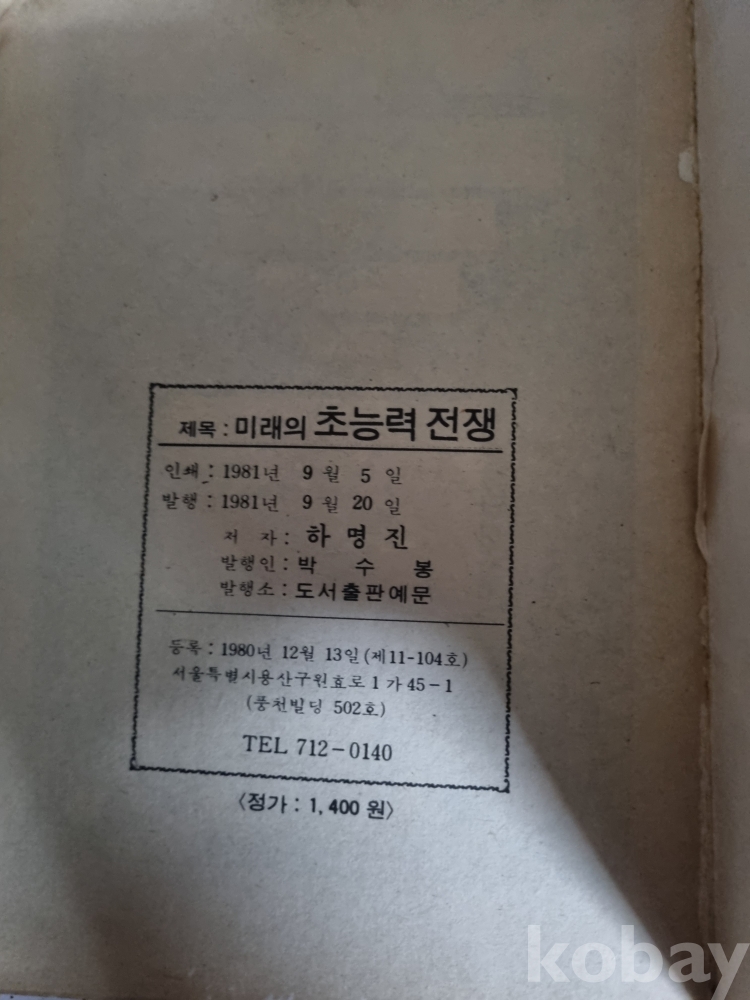 제목 : 미래의 초능력 전쟁
인쇄 : 1981년 9월 5일
발행 : 1981년 9월 20일
저 자 : 하 명 진
발행인 : 박 수 봉
발행소 : 도서출판예문
등록 : 1980년 12월 13일 (제11-104호)
서울특별시용산구원효로 1 가 45-1
(풍천빌딩 502호)
TEL 712-0140
〈정가 : 1,400 원〉
kobay